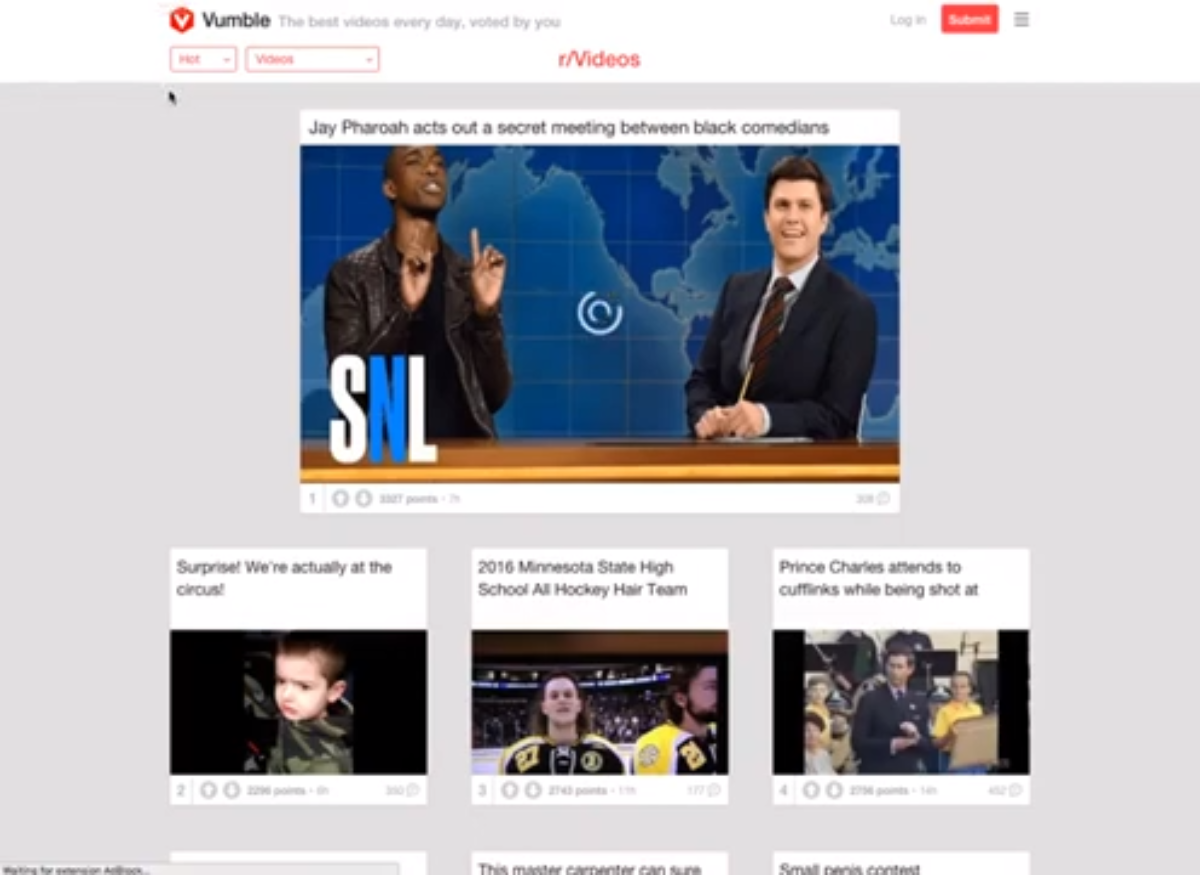 Vumble The best videos every day, voted by you
Log in Submit
Hot Videos r/Videos
Jay Pharoah acts out a secret meeting between black comedians
SNL
1 3327 points • 7h
Surprise! We're actually at the
circus!
2016 Minnesota State High
School All Hockey Hair Team
Prince Charles attends to
cufflinks while being shot at
27
2 2296 points
3 2743 points • 11h 177
4 2756 points • 14h 452
This master carpenter can sure
Small penis contest
Waiting for extension AdBlock...